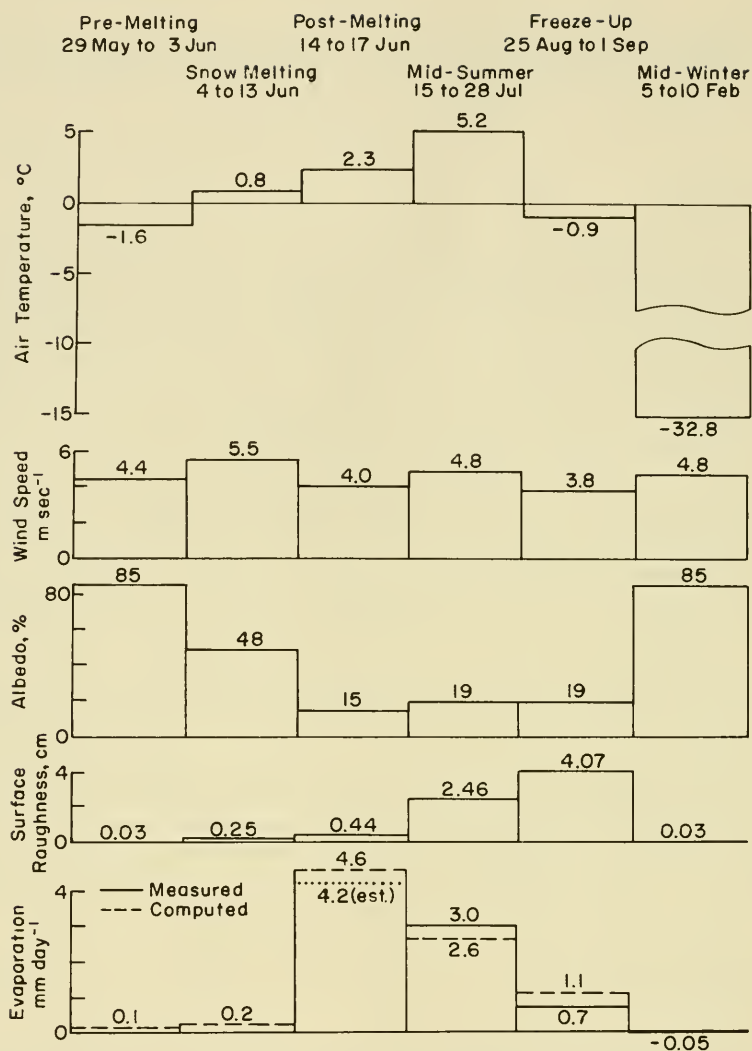 Pre-Melting
29 May to 3 Jun
Post-Melting
14 to 17 Jun
Freeze-Up
25 Aug to 1 Sep
Snow Melting
4 to 13 Jun
Mid-Summer
15 to 28 Jul
Mid-Winter
5 to 10 Feb
Air Temperature, °C
5
0
-5
-10
-15
-1.6
0.8
2.3
5.2
-0.9
-32.8
Wind Speed
m sec⁻¹
6
0
4.4
5.5
4.0
4.8
3.8
4.8
Albedo, %
80
0
85
48
15
19
19
85
Surface
Roughness, cm
4
0
0.03
0.25
0.44
2.46
4.07
0.03
Evaporation
mm day⁻¹
4
0
Measured
Computed
0.1
0.2
4.6
4.2(est.)
3.0
2.6
1.1
0.7
-0.05